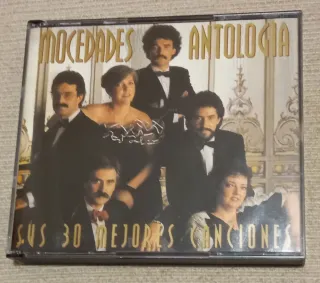 MOCEDADES ANTOLOGIA
SUS 30 MEJORES CANCIONES